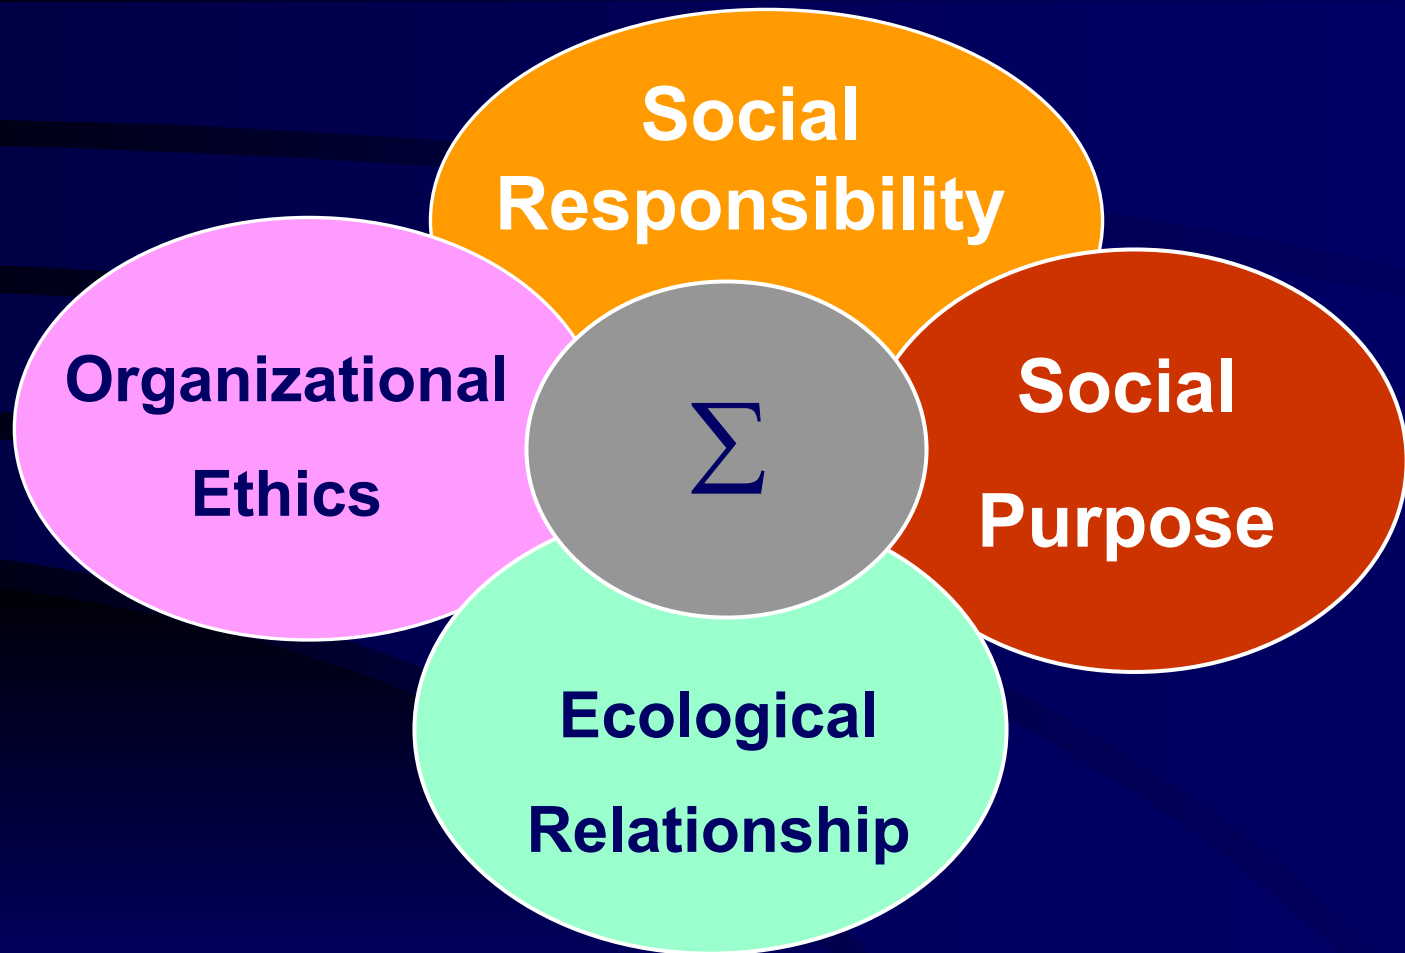 Social
Responsibility
Organizational
Ethics
Σ
Social
Purpose
Ecological
Relationship